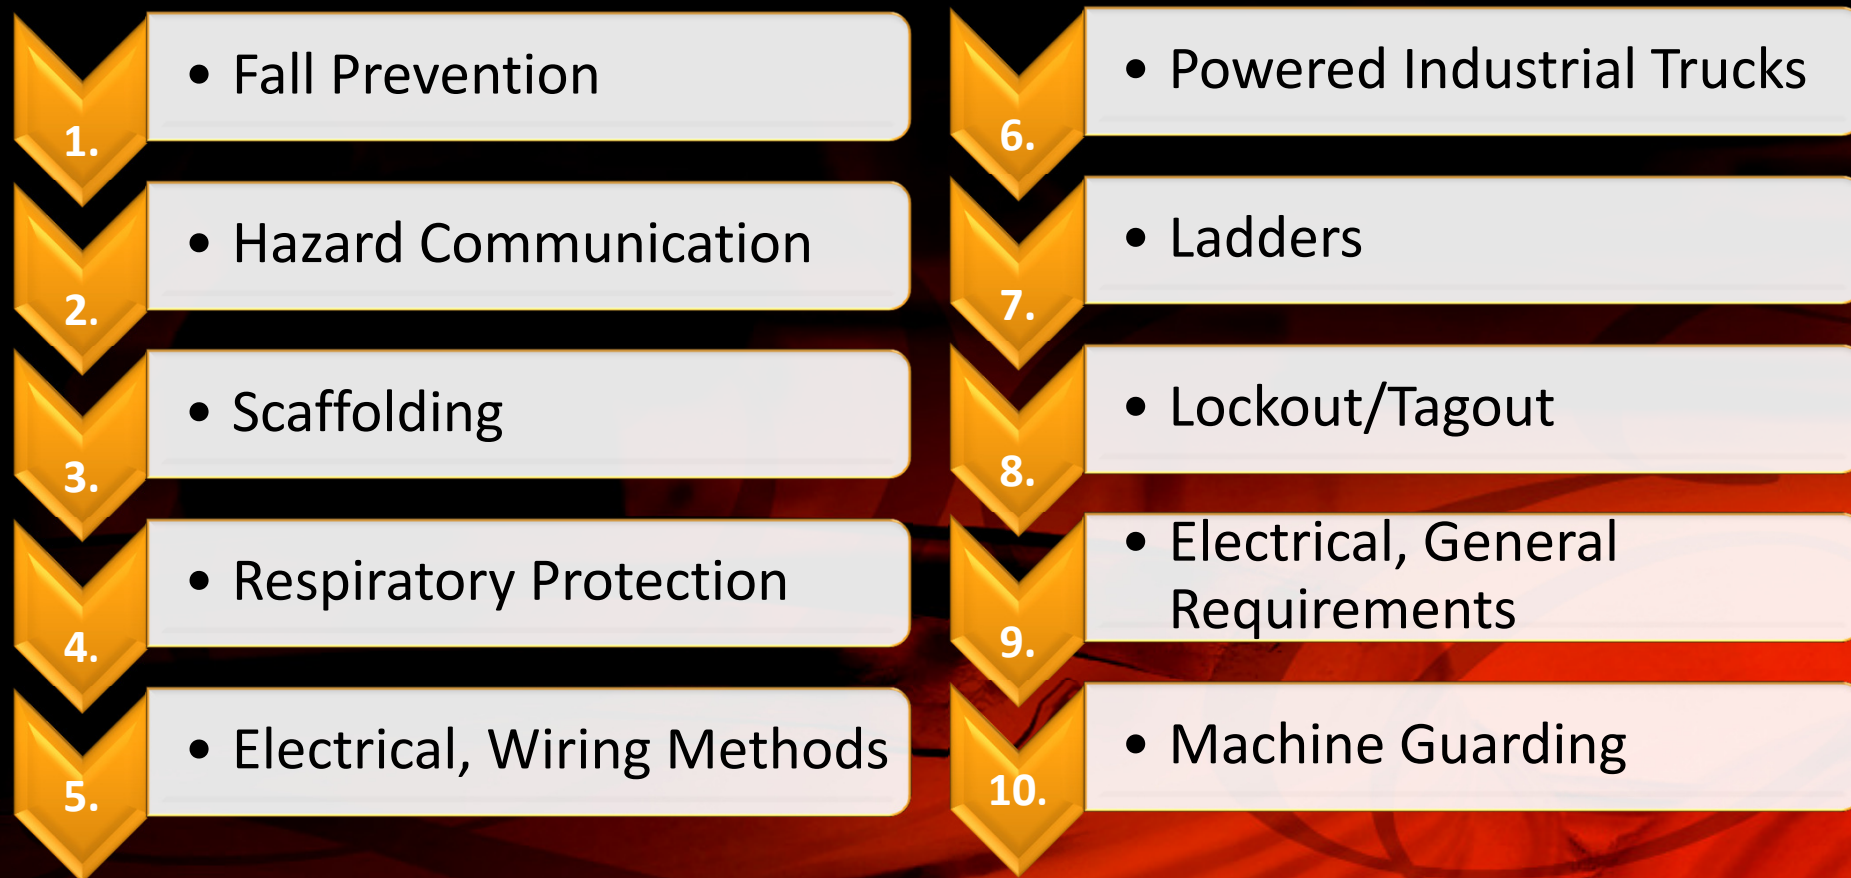 1. • Fall Prevention
2. • Hazard Communication
3. • Scaffolding
4. • Respiratory Protection
5. • Electrical, Wiring Methods
6. • Powered Industrial Trucks
7. • Ladders
8. • Lockout/Tagout
9. • Electrical, General
Requirements
10. • Machine Guarding